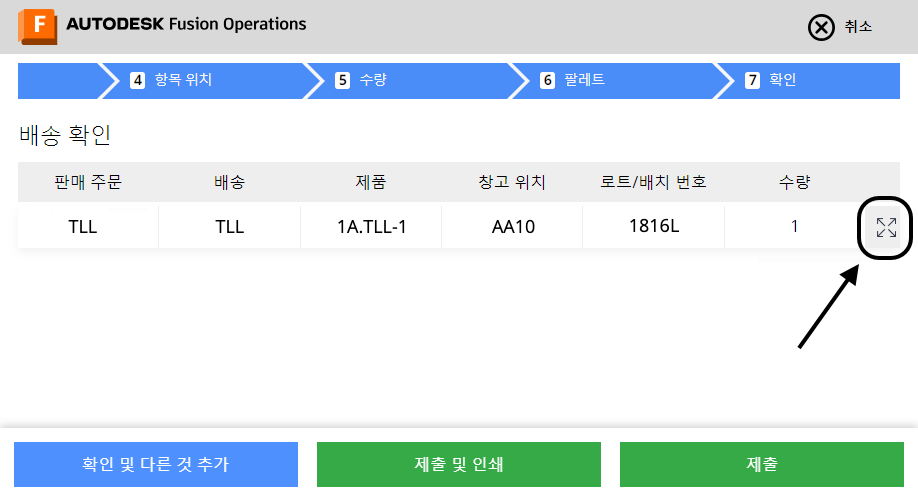 F AUTODESK Fusion Operations
취소
4 항목 위치
5 수량
6 팔레트
7 확인
배송 확인
판매 주문 배송 제품 창고 위치 로트/배치 번호 수량
TLL TLL 1A.TLL-1 AA10 1816L 1
확인 및 다른 것 추가
제출 및 인쇄
제출